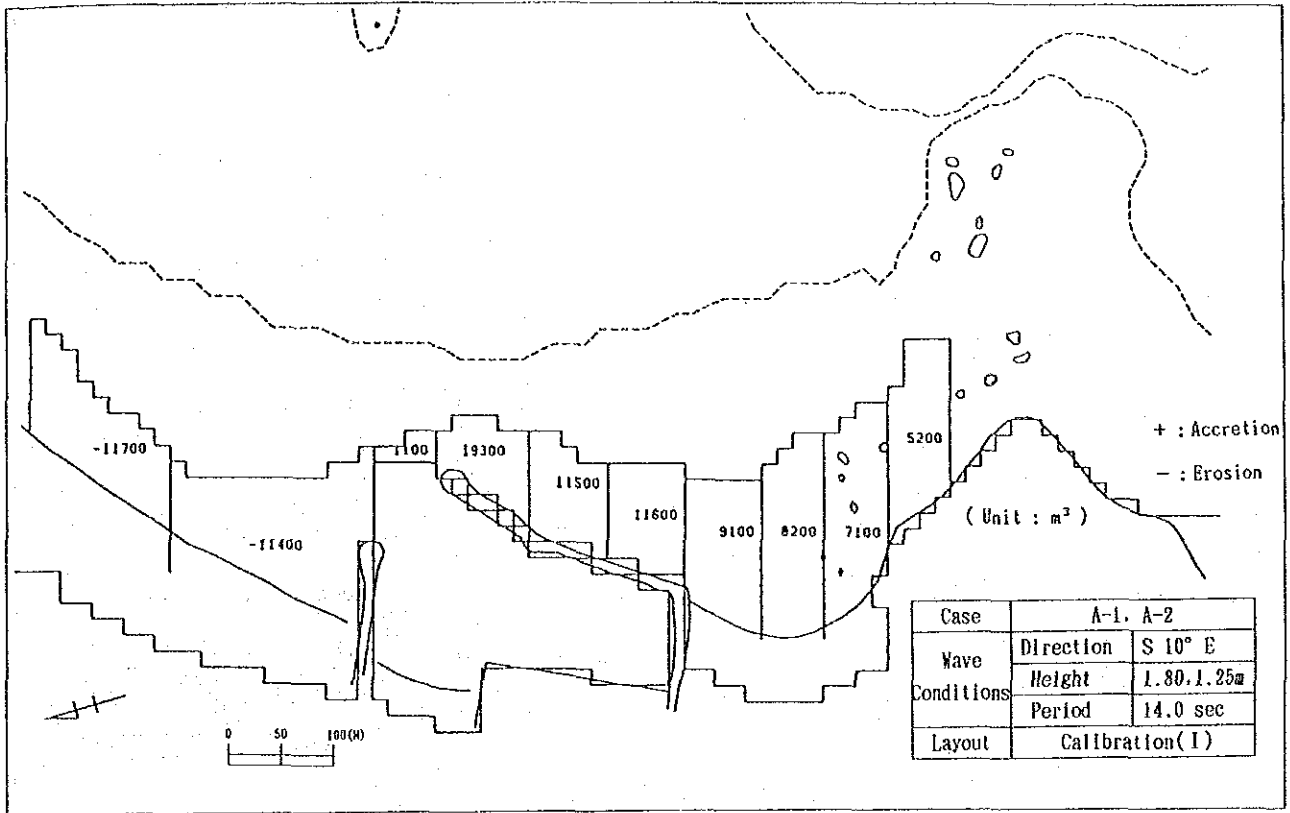 -11700
-11400
1100
19300
11500
11600
9100
8200
7100
5200
+ : Accretion
− : Erosion
( Unit : m³ )
0 50 100(M)
Case A-1. A-2
Wave Conditions
Direction S 10° E
Height 1.80.1.25m
Period 14.0 sec
Layout Calibration(I)